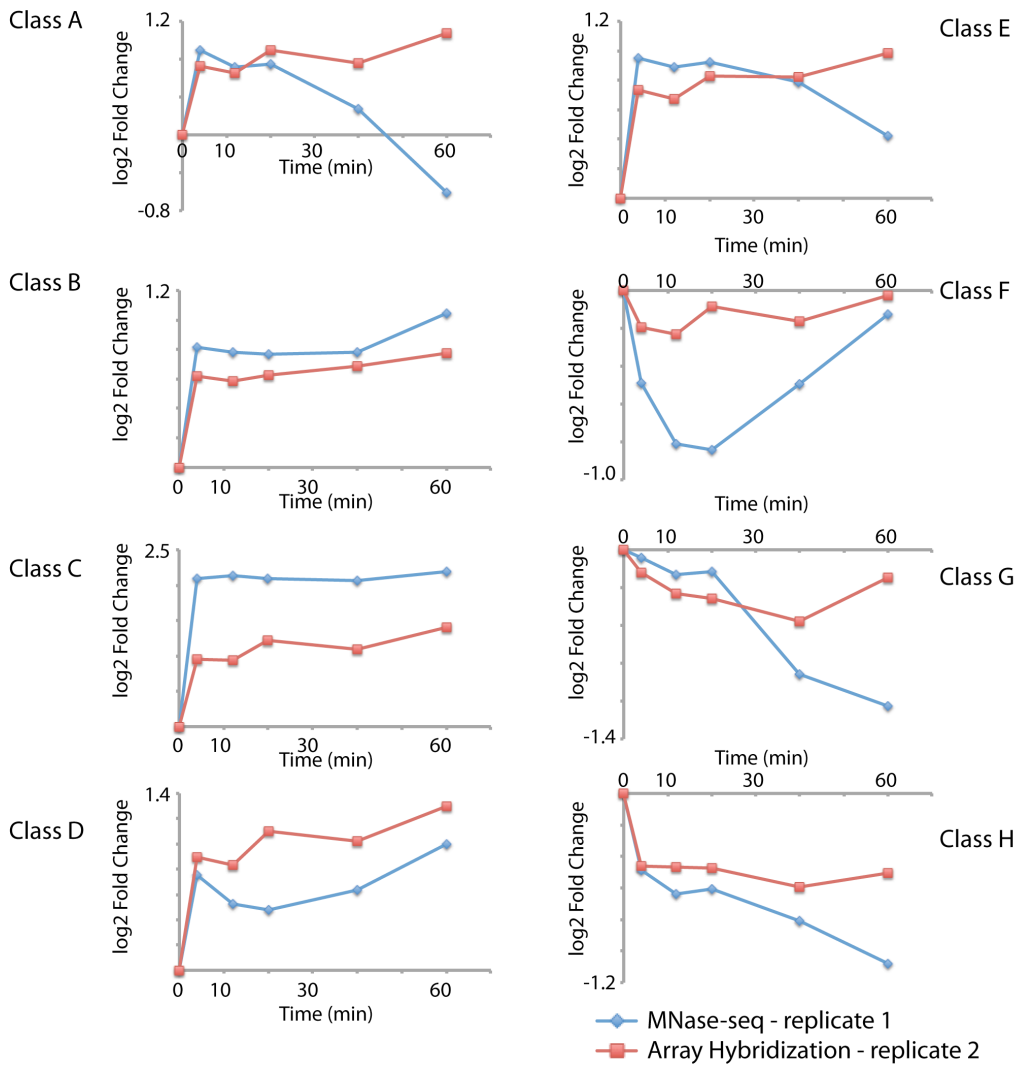 Class A
1.2
log2 Fold Change
0 10 30 60
Time (min)
-0.8
Class B
1.2
log2 Fold Change
0 10 30 60
Time (min)
Class C
2.5
log2 Fold Change
0 10 30 60
Time (min)
Class D
1.4
log2 Fold Change
0 10 30 60
Time (min)
Class E
1.2
log2 Fold Change
0 10 30 60
Time (min)
Class F
0 10 30 60
log2 Fold Change
-1.0
Time (min)
Class G
0 10 30 60
log2 Fold Change
-1.4
Time (min)
Class H
0 10 30 60
log2 Fold Change
-1.2
MNase-seq - replicate 1
Array Hybridization - replicate 2